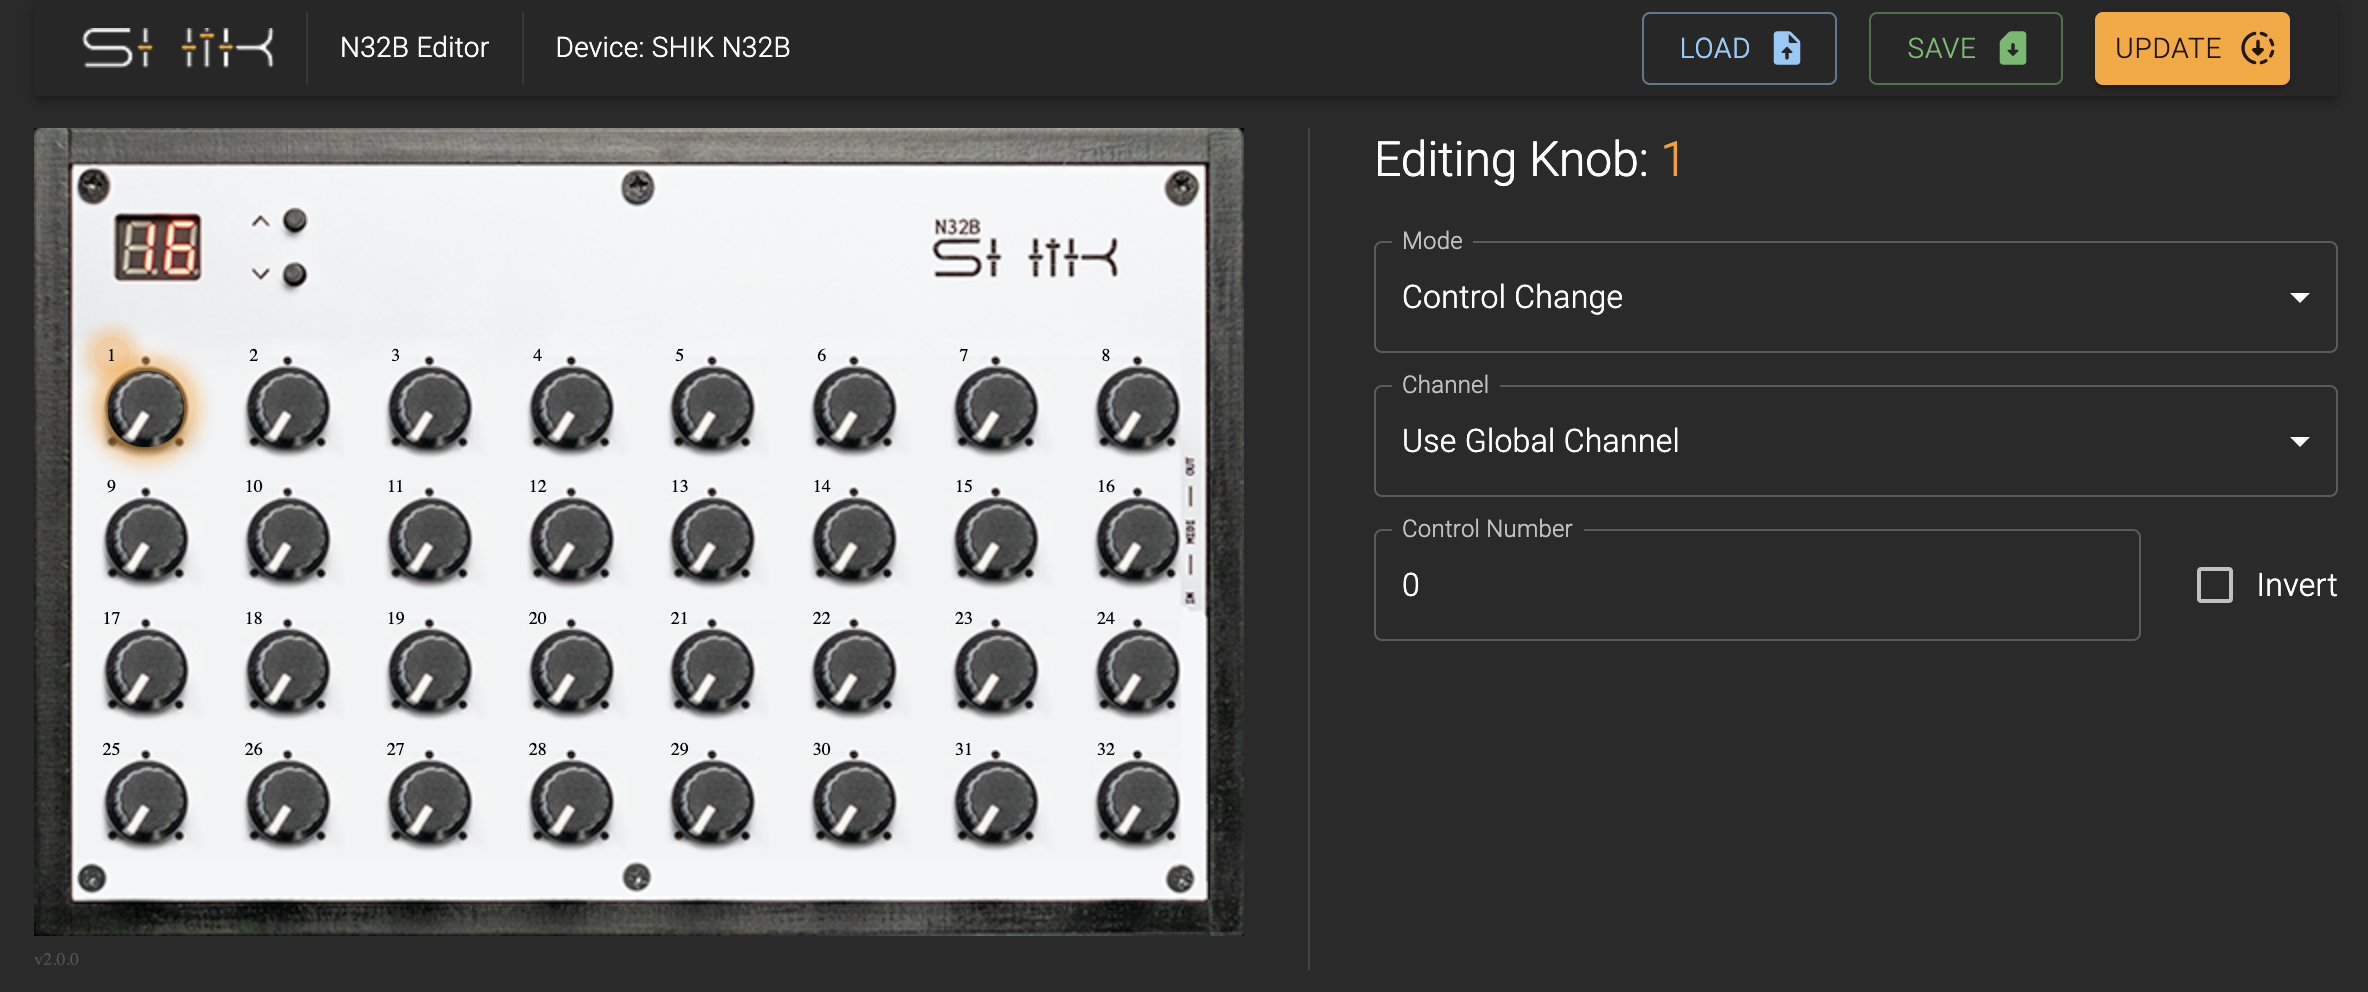 SHIK
N32B Editor
Device: SHIK N32B
LOAD
SAVE
UPDATE
16
N32B
SHIK
1 2 3 4 5 6 7 8
OUT — MIDI — IN
9 10 11 12 13 14 15 16
17 18 19 20 21 22 23 24
25 26 27 28 29 30 31 32
v2.0.0
Editing Knob: 1
Mode
Control Change
Channel
Use Global Channel
Control Number
0
Invert